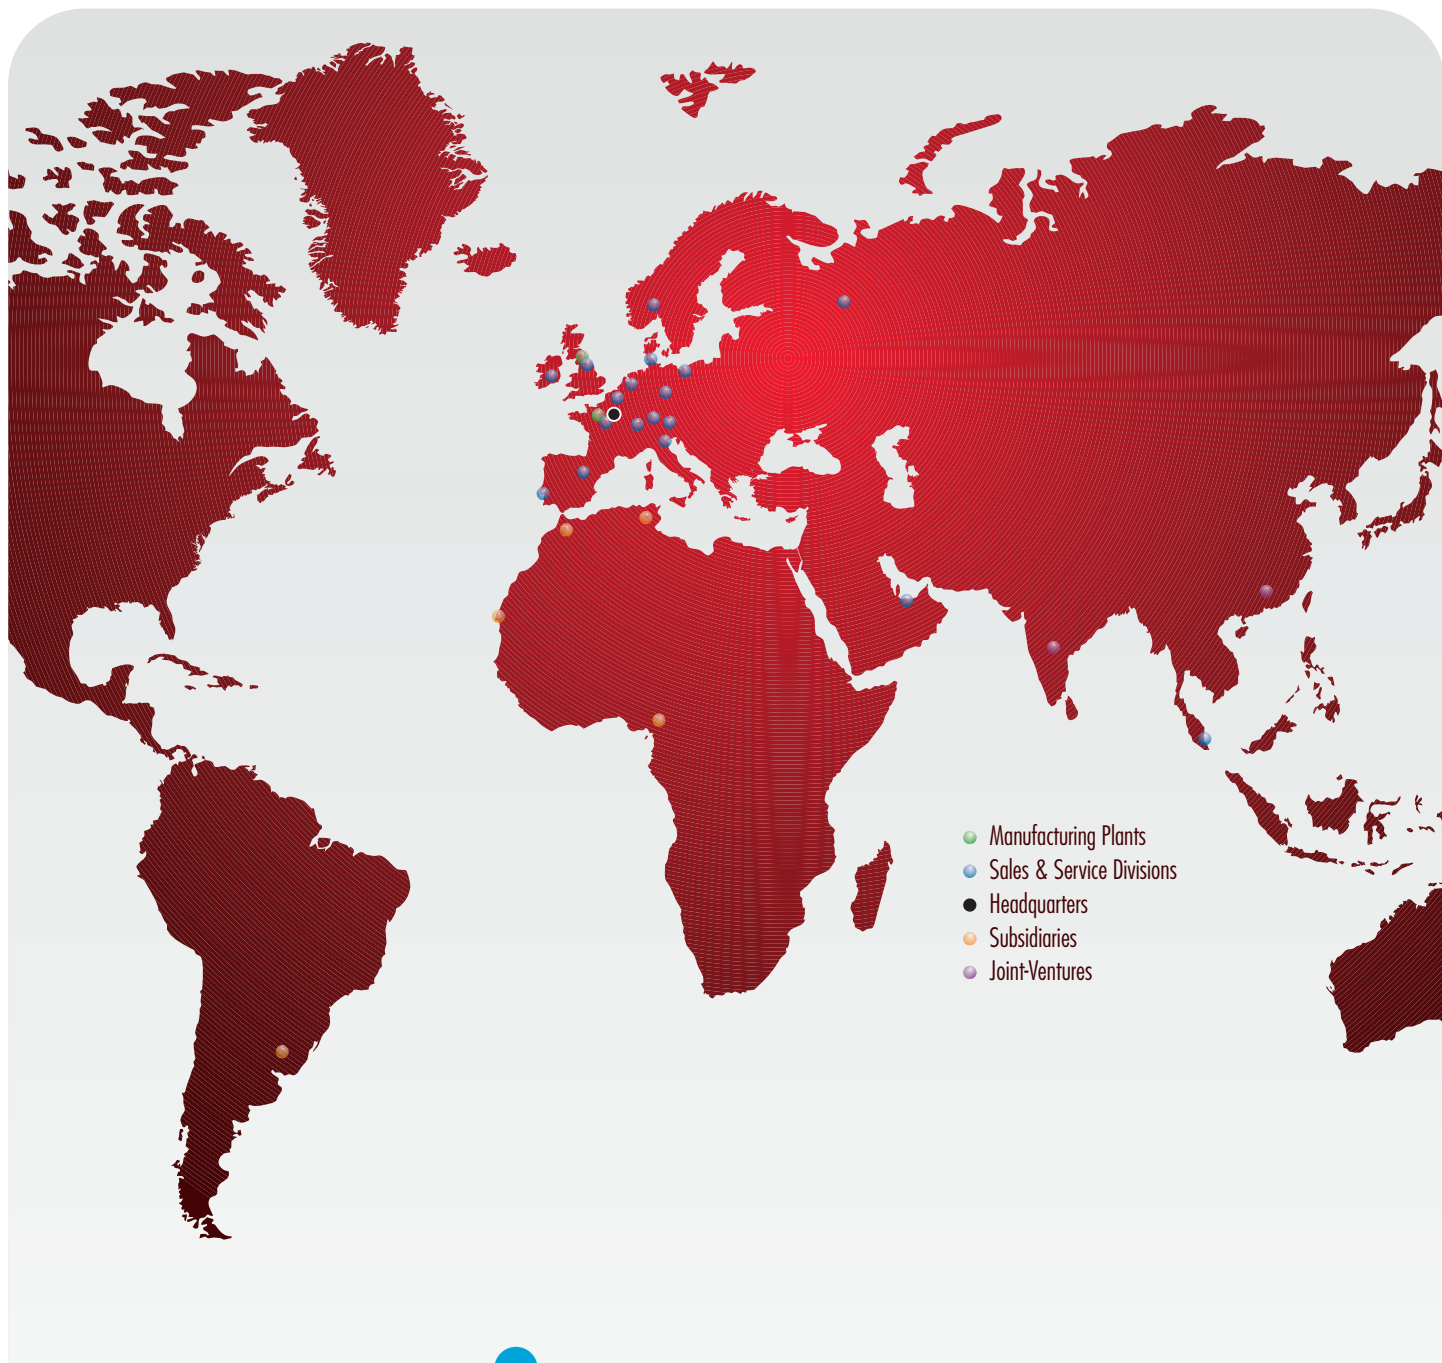 Manufacturing Plants
Sales & Service Divisions
Headquarters
Subsidiaries
Joint-Ventures